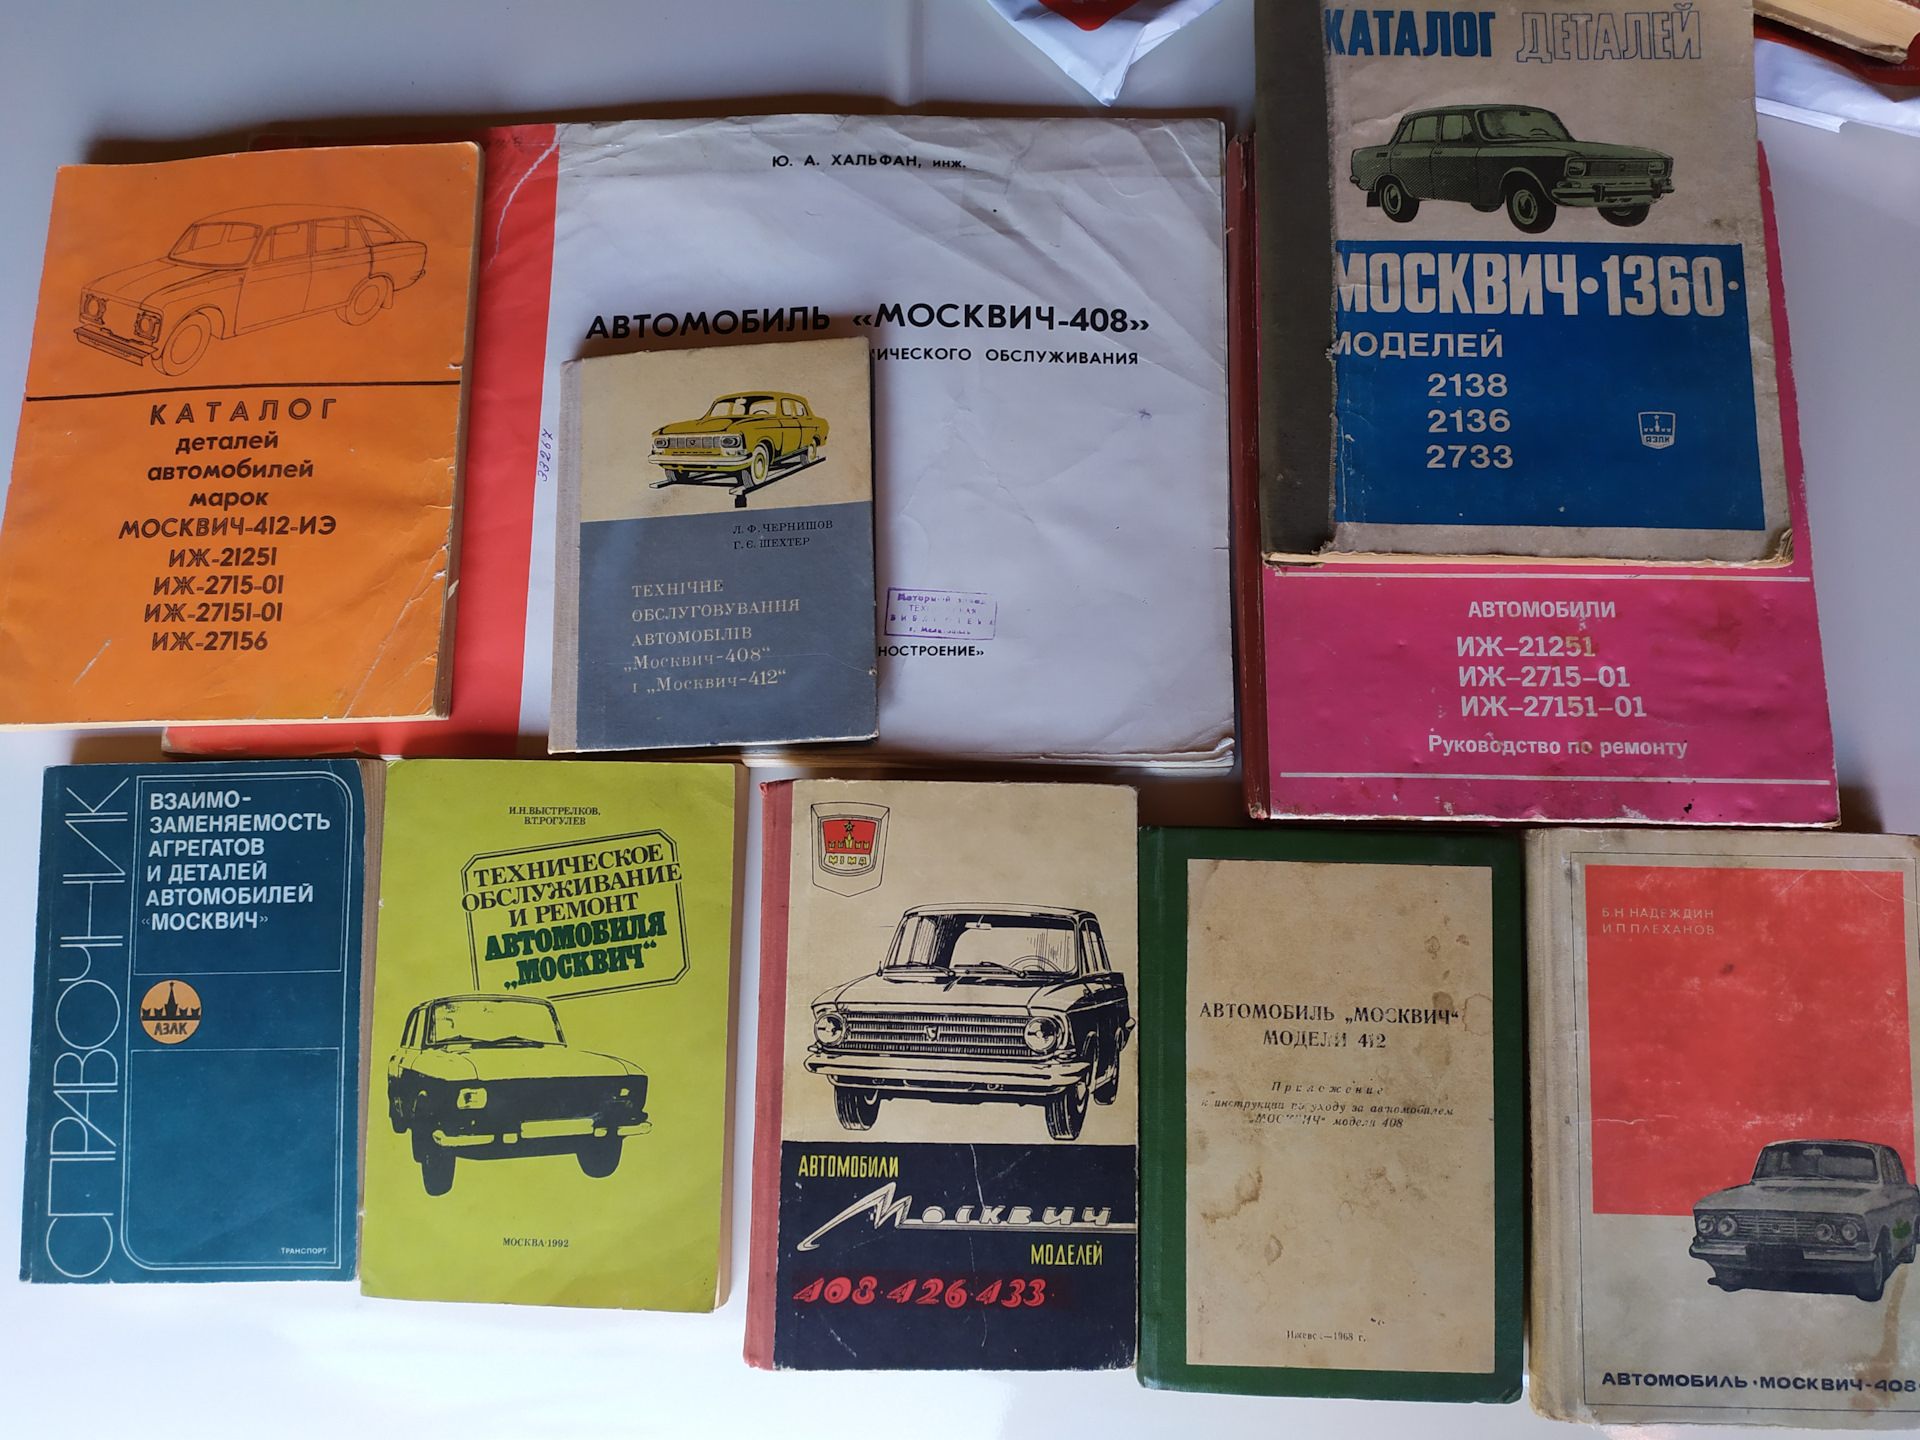 КАТАЛОГ
деталей
автомобилей
марок
МОСКВИЧ-412-ИЭ
ИЖ-21251
ИЖ-2715-01
ИЖ-27151-01
ИЖ-27156
Ю. А. ХАЛЬФАН, инж.
АВТОМОБИЛЬ «МОСКВИЧ-408»
ИЧЕСКОГО ОБСЛУЖИВАНИЯ
33267
НОСТРОЕНИЕ»
Л. Ф. ЧЕРНИШОВ
Г. Є. ШЕХТЕР
ТЕХНІЧНЕ
ОБСЛУГОВУВАННЯ
АВТОМОБІЛІВ
„Москвич-408“
і „Москвич-412“
КАТАЛОГ ДЕТАЛЕЙ
МОСКВИЧ·1360·
МОДЕЛЕЙ
2138
2136
2733
АЗЛК
АВТОМОБИЛИ
ИЖ-21251
ИЖ-2715-01
ИЖ-27151-01
Руководство по ремонту
СПРАВОЧНИК
ВЗАИМО-
ЗАМЕНЯЕМОСТЬ
АГРЕГАТОВ
И ДЕТАЛЕЙ
АВТОМОБИЛЕЙ
«МОСКВИЧ»
АЗЛК
ТРАНСПОРТ
И.Н.ВЫСТРЕЛКОВ,
В.Т.РОГУЛЕВ
ТЕХНИЧЕСКОЕ
ОБСЛУЖИВАНИЕ
И РЕМОНТ
АВТОМОБИЛЯ
„МОСКВИЧ“
МОСКВА·1992
МЗМА
АВТОМОБИЛИ
Москвич
МОДЕЛЕЙ
408·426·433
АВТОМОБИЛЬ „МОСКВИЧ“
МОДЕЛИ 412
Приложение
к инструкции по уходу за автомобилем
"МОСКВИЧ" модели 408
Ижевск—1968 г.
Б.Н.НАДЕЖДИН
И.П.ПЛЕХАНОВ
АВТОМОБИЛЬ·МОСКВИЧ-408·